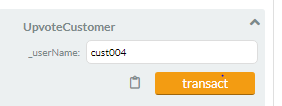 UpvoteCustomer
_userName: cust004
transact